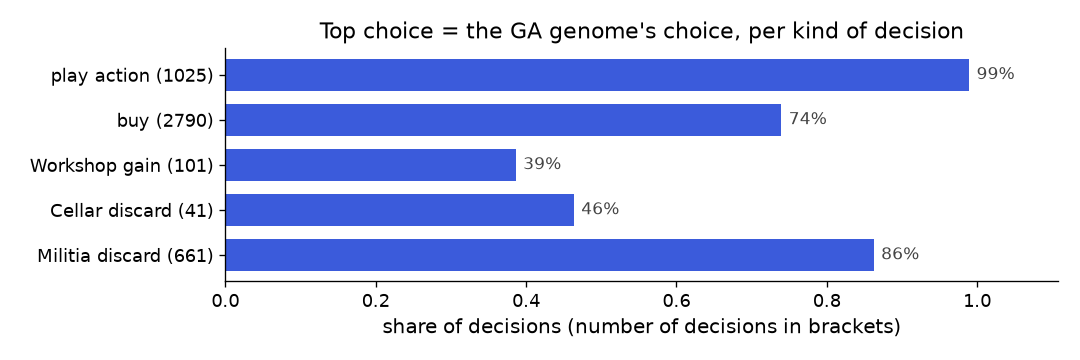 Top choice = the GA genome's choice, per kind of decision
play action (1025)
99%
buy (2790)
74%
Workshop gain (101)
39%
Cellar discard (41)
46%
Militia discard (661)
86%
0.0 0.2 0.4 0.6 0.8 1.0
share of decisions (number of decisions in brackets)